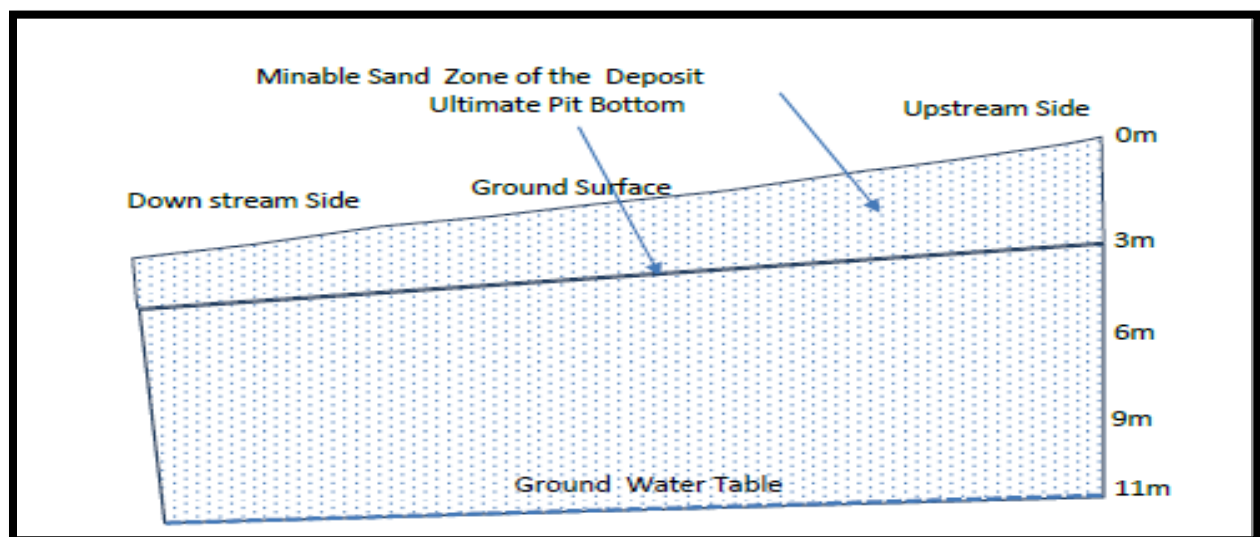 Minable Sand Zone of the Deposit
Ultimate Pit Bottom
Upstream Side
0m
Ground Surface
Down stream Side
3m
6m
9m
Ground Water Table
11m